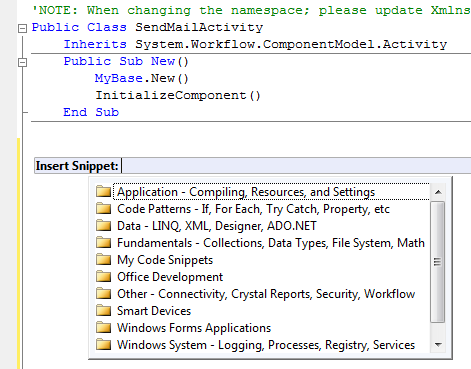 'NOTE: When changing the namespace; please update Xmlns
Public Class SendMailActivity
Inherits System.Workflow.ComponentModel.Activity
Public Sub New()
MyBase.New()
InitializeComponent()
End Sub
Insert Snippet:
Application - Compiling, Resources, and Settings
Code Patterns - If, For Each, Try Catch, Property, etc
Data - LINQ, XML, Designer, ADO.NET
Fundamentals - Collections, Data Types, File System, Math
My Code Snippets
Office Development
Other - Connectivity, Crystal Reports, Security, Workflow
Smart Devices
Windows Forms Applications
Windows System - Logging, Processes, Registry, Services